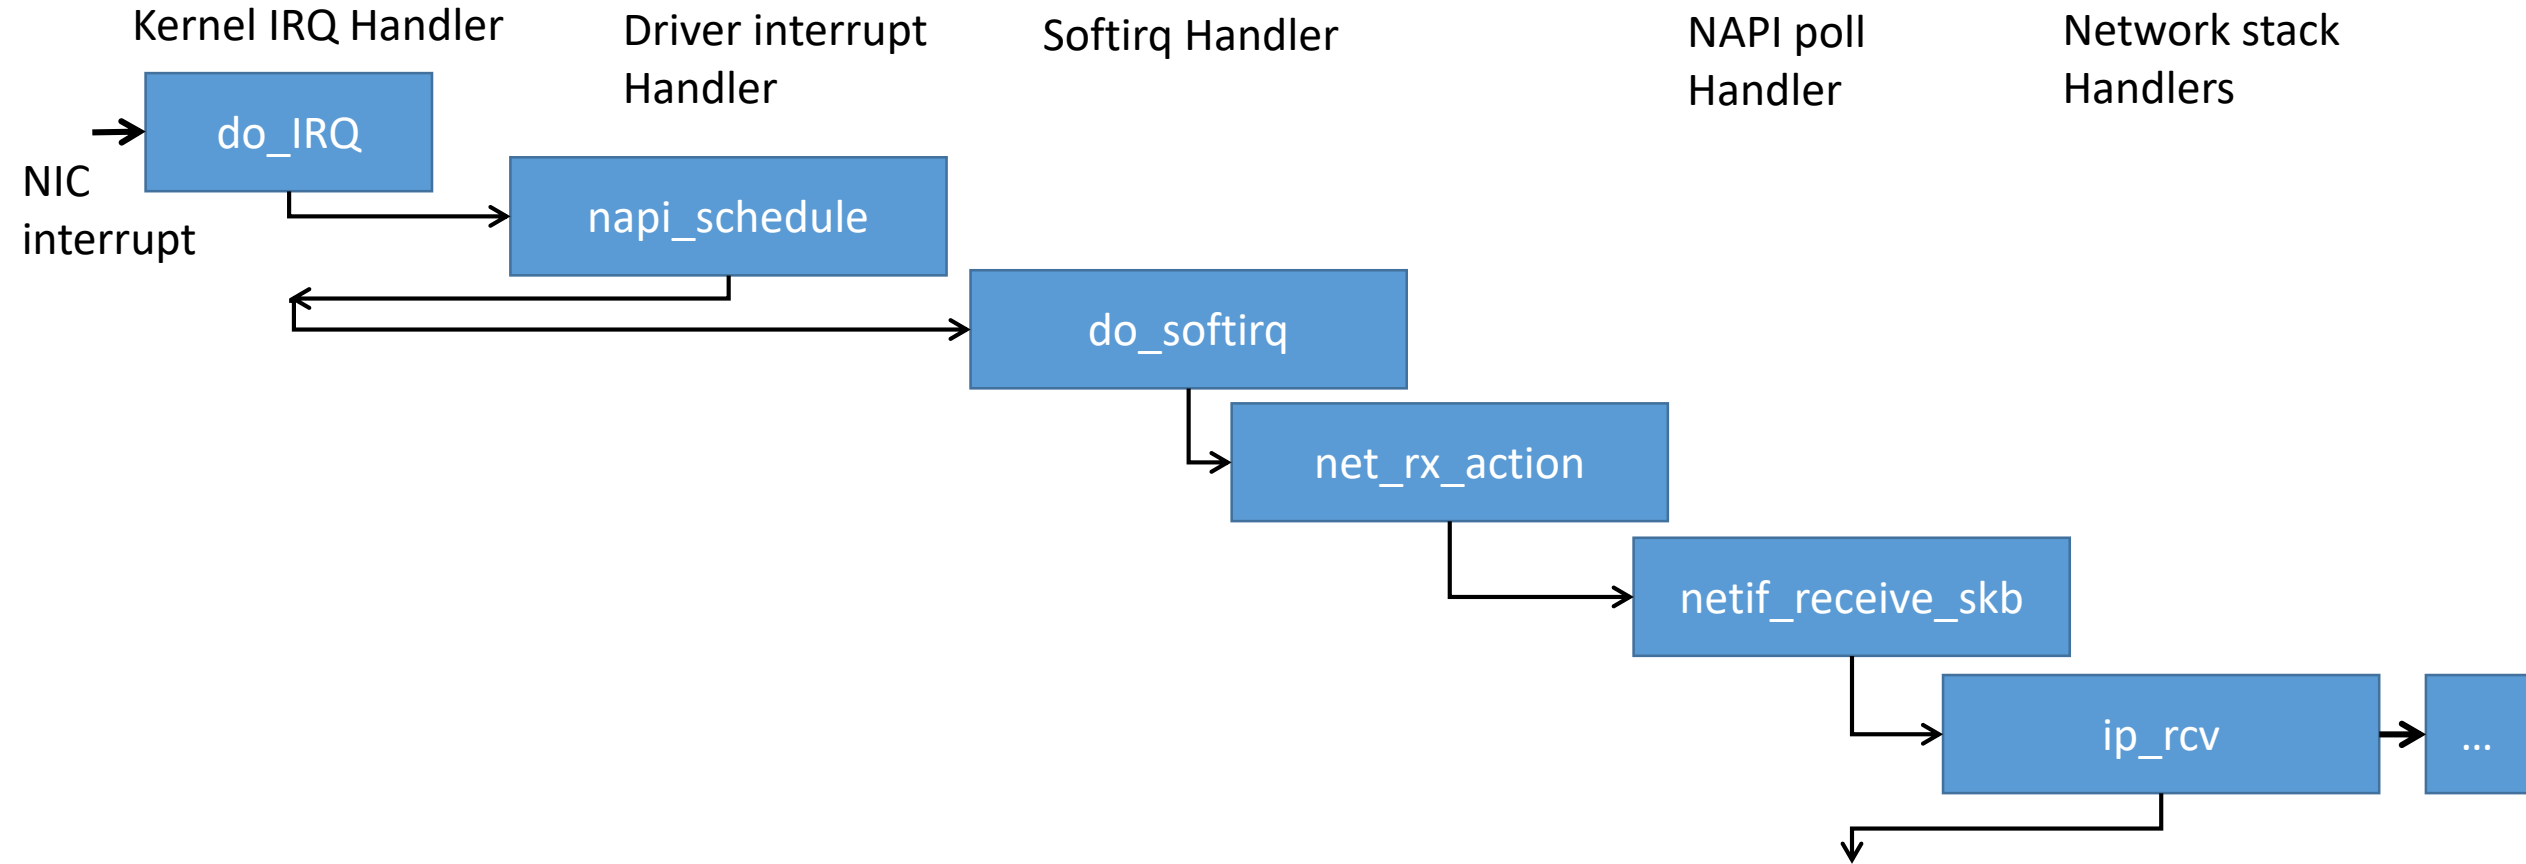 Kernel IRQ Handler
Driver interrupt
Handler
Softirq Handler
NAPI poll
Handler
Network stack
Handlers
do_IRQ
NIC
interrupt
napi_schedule
do_softirq
net_rx_action
netif_receive_skb
ip_rcv
...